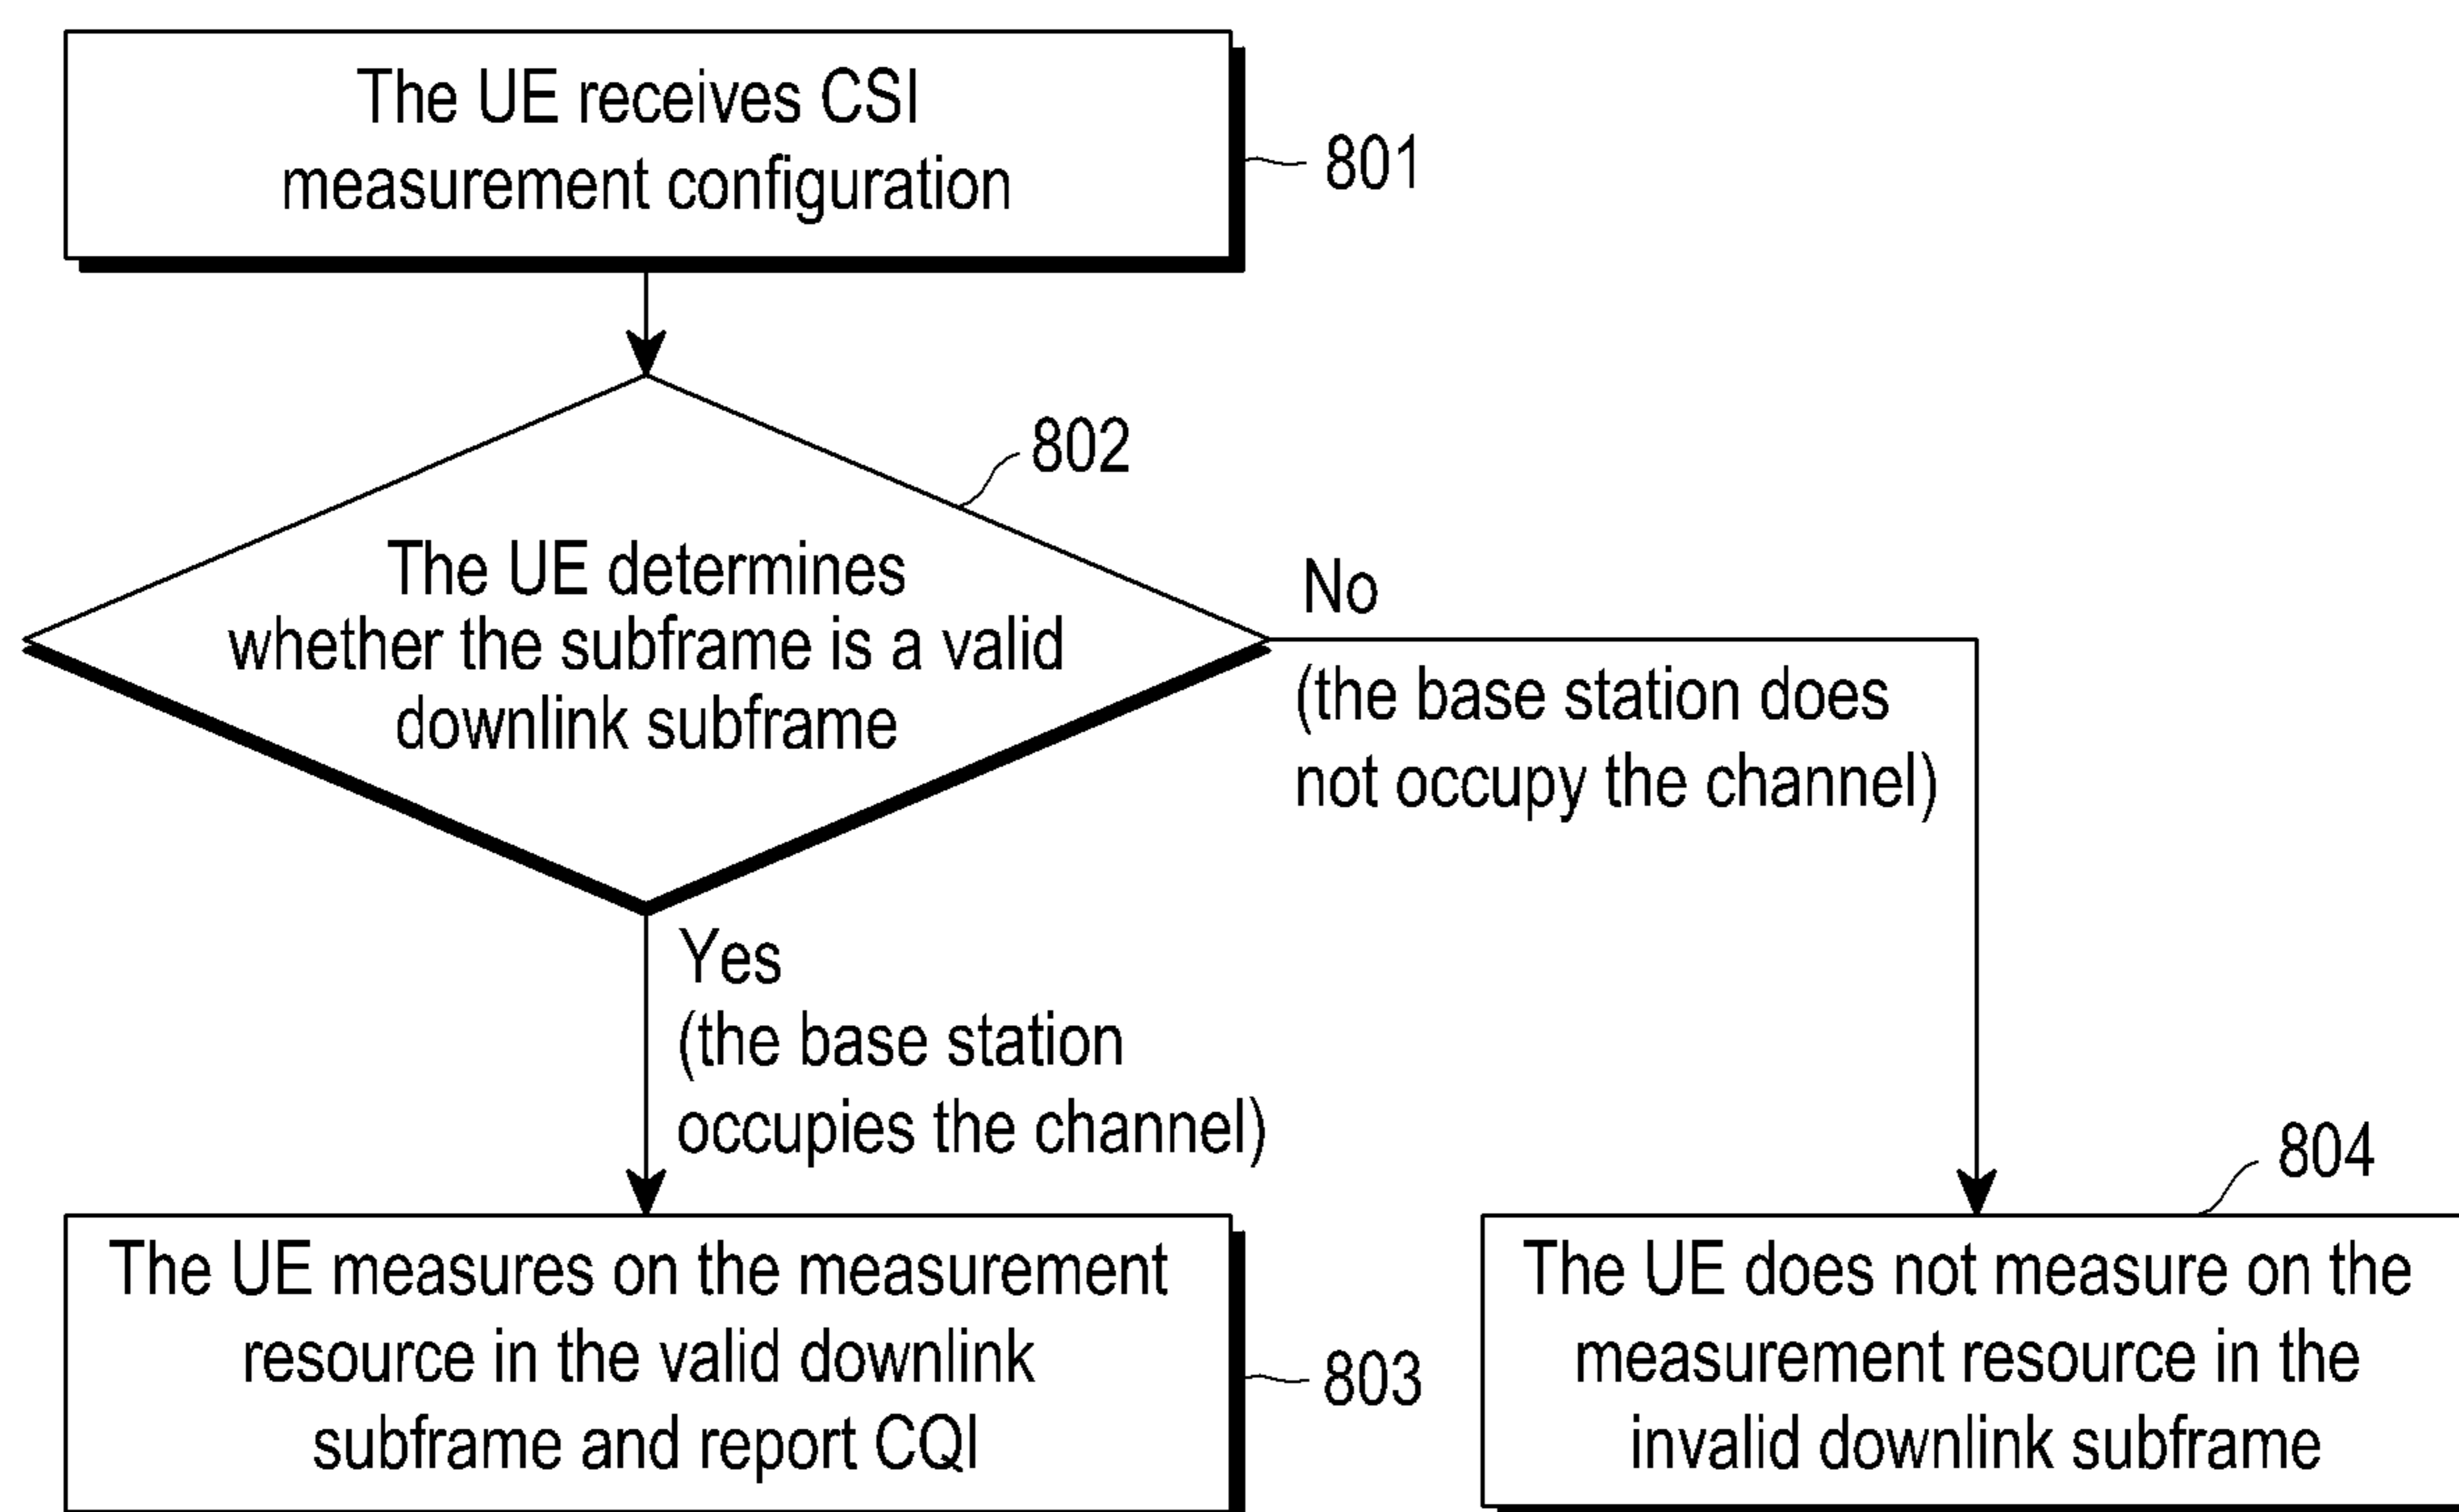 The UE receives CSI
measurement configuration
801
802
The UE determines
whether the subframe is a valid
downlink subframe
No
(the base station does
not occupy the channel)
Yes
(the base station
occupies the channel)
804
The UE measures on the measurement
resource in the valid downlink
subframe and report CQI
803
The UE does not measure on the
measurement resource in the
invalid downlink subframe